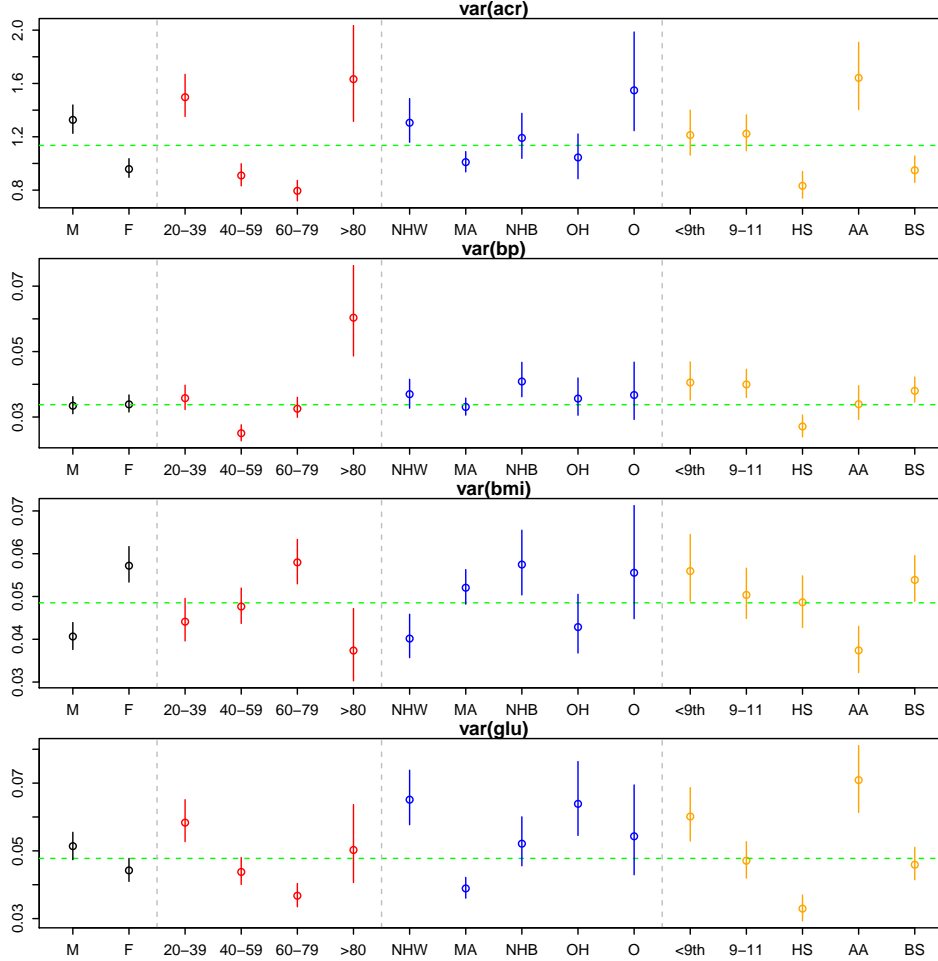 var(acr)
2.0
1.6
1.2
0.8
M F 20−39 40−59 60−79 >80 NHW MA NHB OH O <9th 9−11 HS AA BS
var(bp)
0.07
0.05
0.03
M F 20−39 40−59 60−79 >80 NHW MA NHB OH O <9th 9−11 HS AA BS
var(bmi)
0.07
0.06
0.05
0.04
0.03
M F 20−39 40−59 60−79 >80 NHW MA NHB OH O <9th 9−11 HS AA BS
var(glu)
0.07
0.05
0.03
M F 20−39 40−59 60−79 >80 NHW MA NHB OH O <9th 9−11 HS AA BS